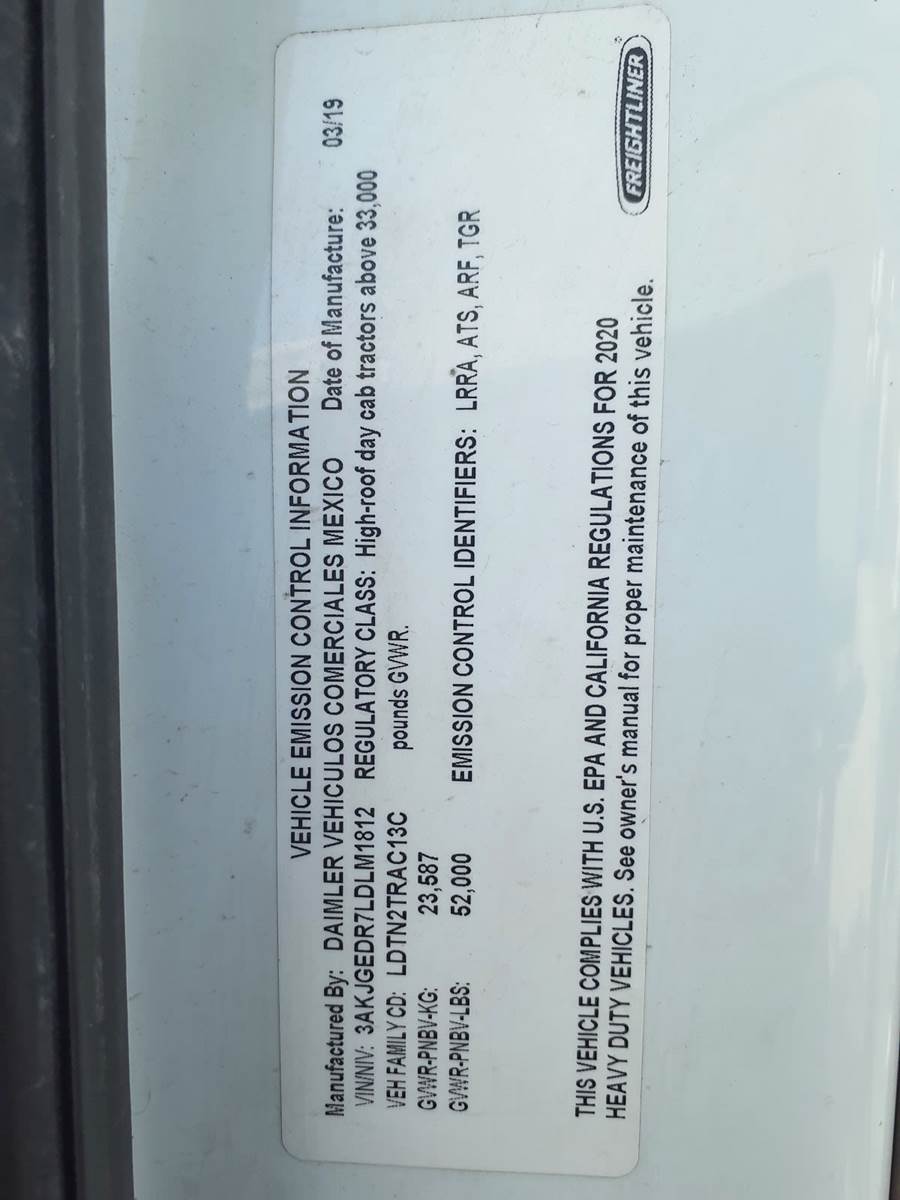 VEHICLE EMISSION CONTROL INFORMATION
Manufactured By: DAIMLER VEHICULOS COMERCIALES MEXICO Date of Manufacture: 03/19
VIN/NIV: 3AKJGEDR7LDLM1812 REGULATORY CLASS: High-roof day cab tractors above 33,000
VEH FAMILY CD: LDTN2TRAC13C pounds GVWR.
GVWR-PNBV-KG: 23,587
GVWR-PNBV-LBS: 52,000 EMISSION CONTROL IDENTIFIERS: LRRA, ATS, ARF, TGR
THIS VEHICLE COMPLIES WITH U.S. EPA AND CALIFORNIA REGULATIONS FOR 2020
HEAVY DUTY VEHICLES. See owner's manual for proper maintenance of this vehicle.
FREIGHTLINER